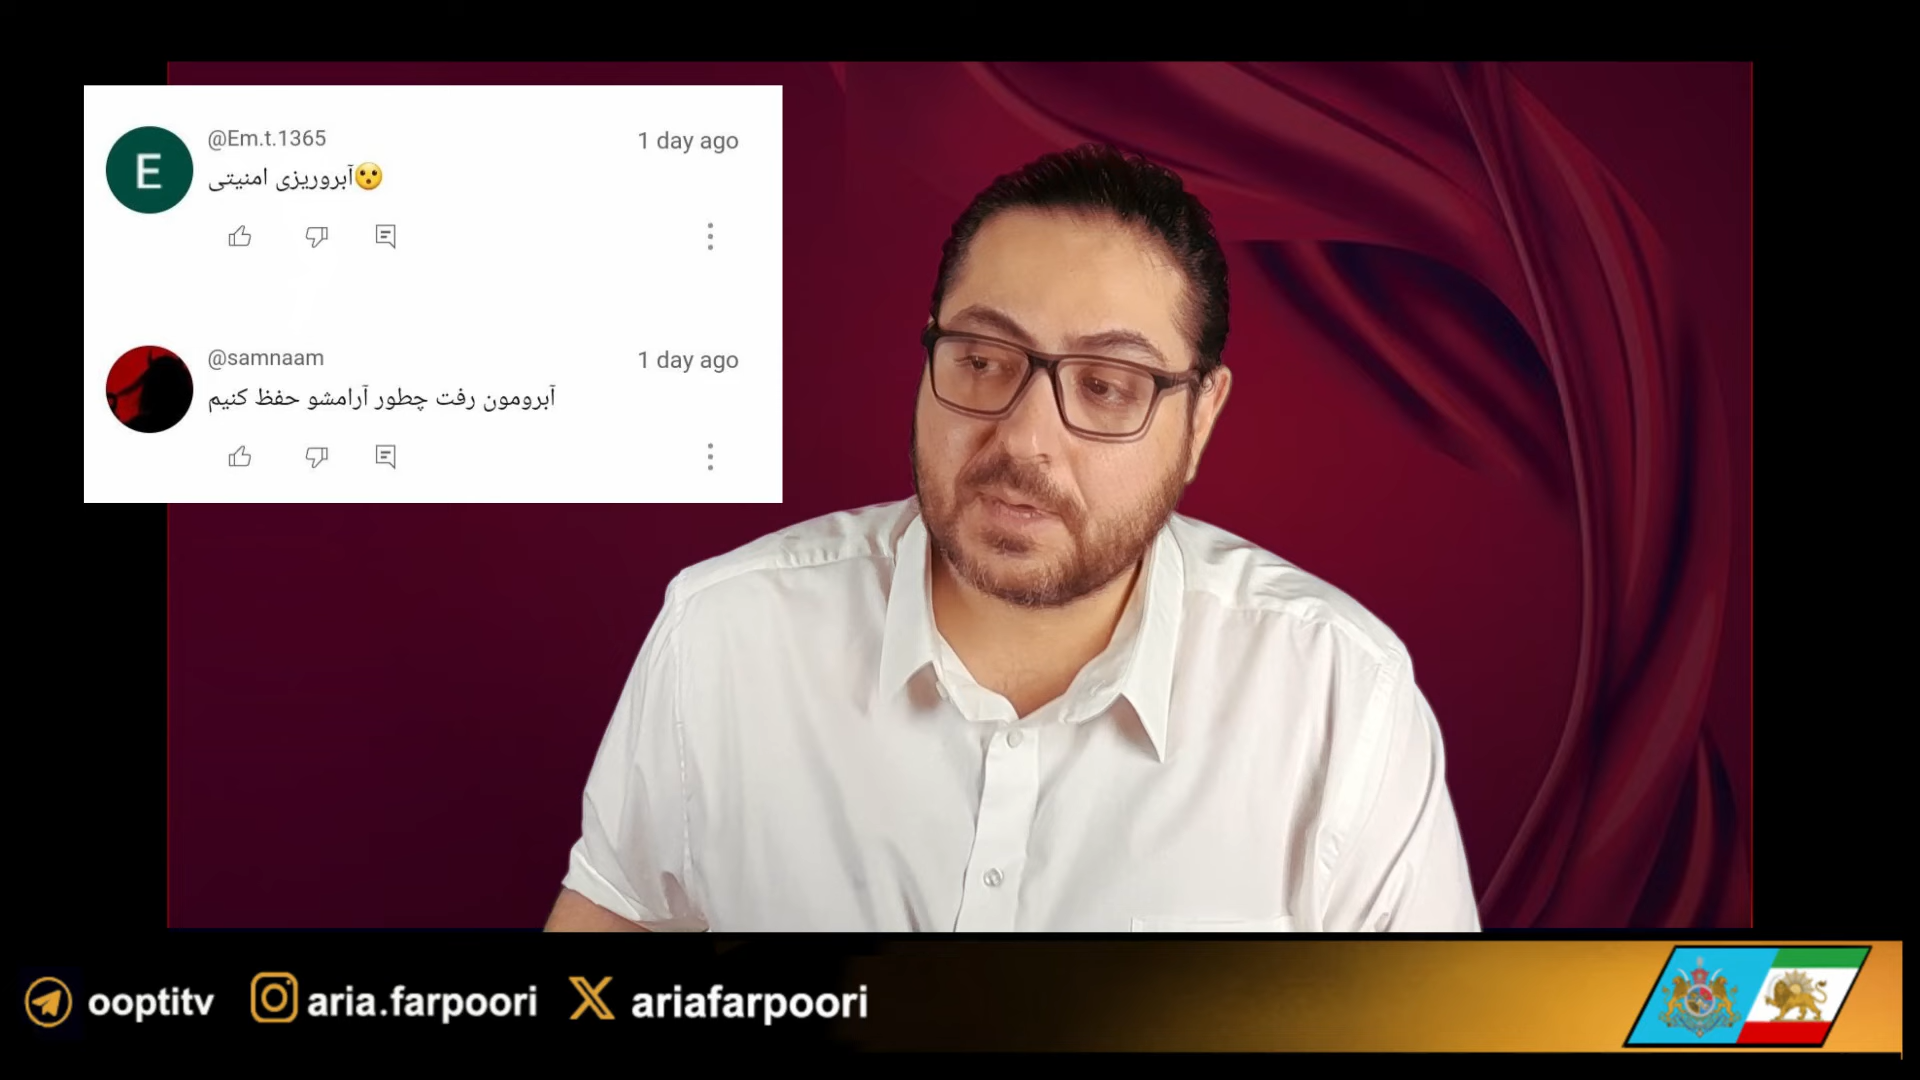 @Em.t.1365
1 day ago
آبروریزی امنیتی😮
@samnaam
1 day ago
آبرومون رفت چطور آرامشو حفظ کنیم
E
ooptitv
aria.farpoori
ariafarpoori